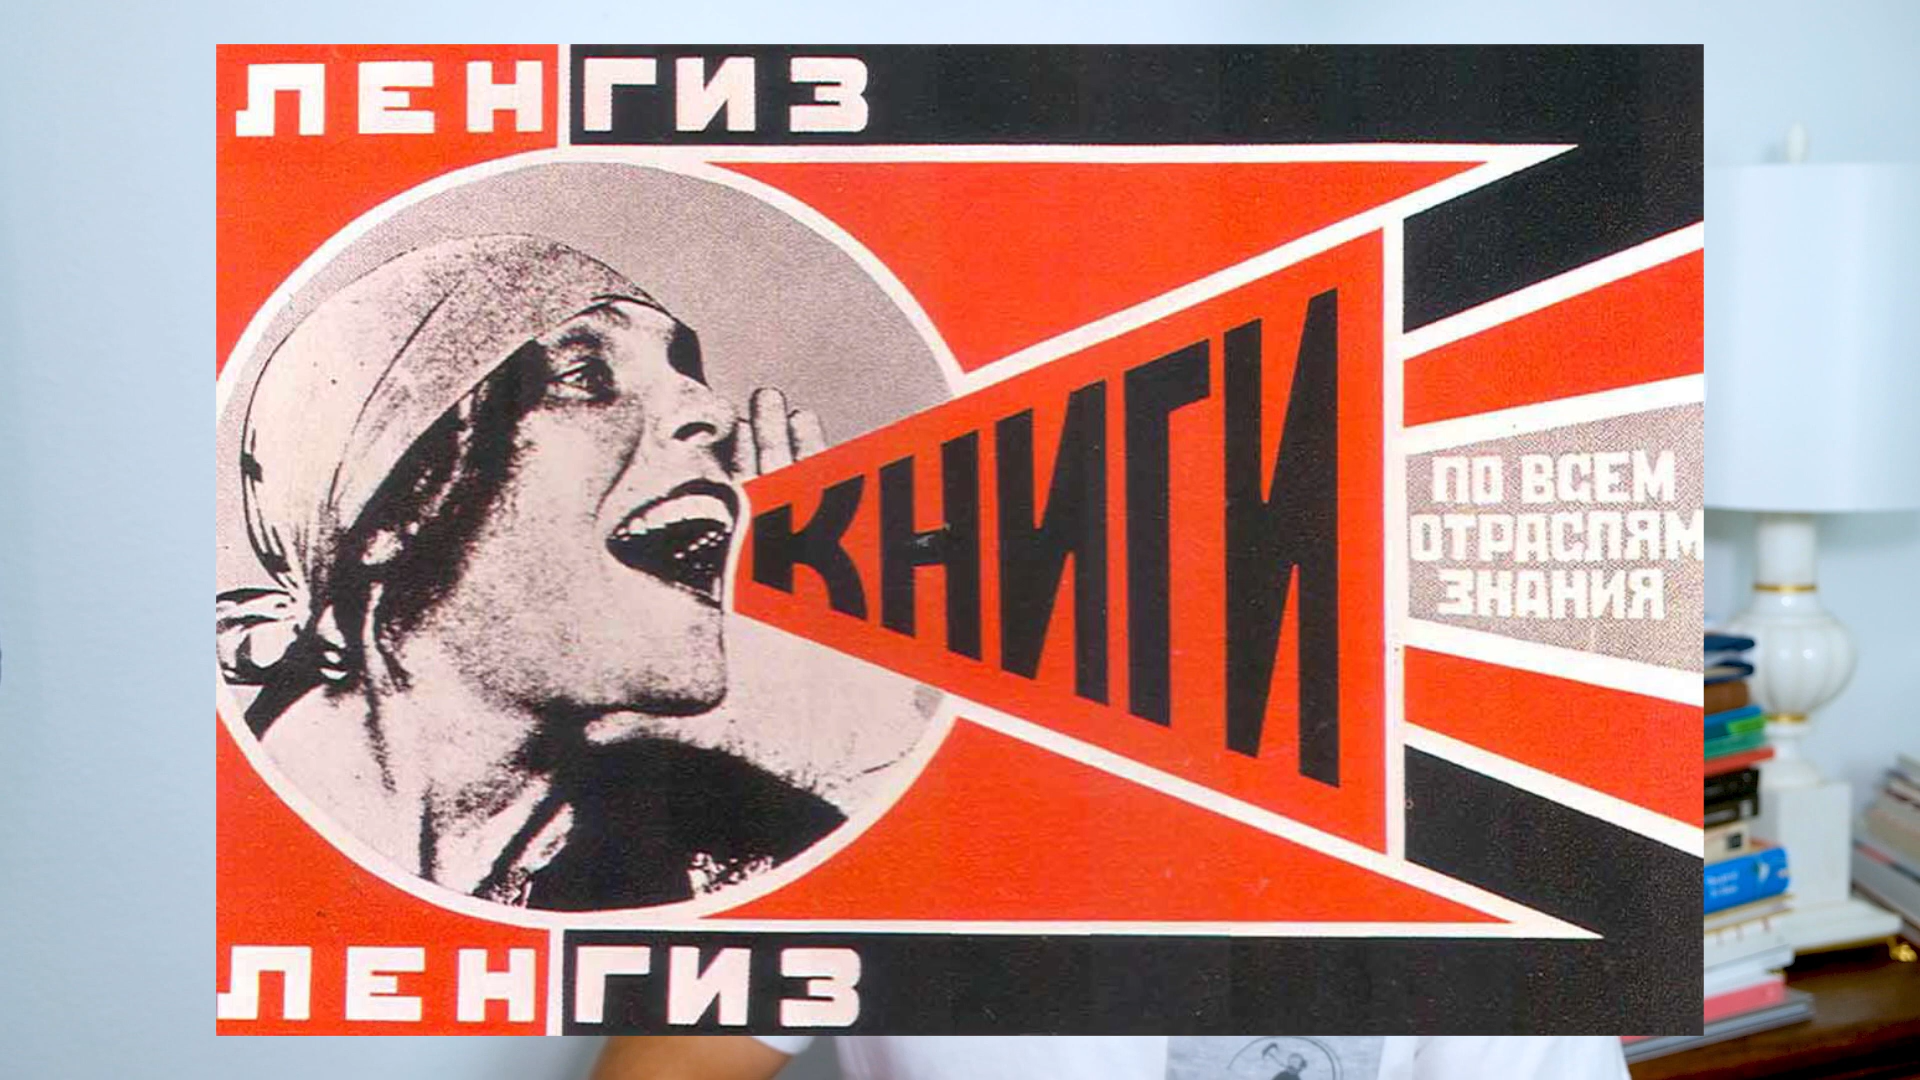 ЛЕНГИЗ
КНИГИ
ПО ВСЕМ
ОТРАСЛЯМ
ЗНАНИЯ
ЛЕНГИЗ